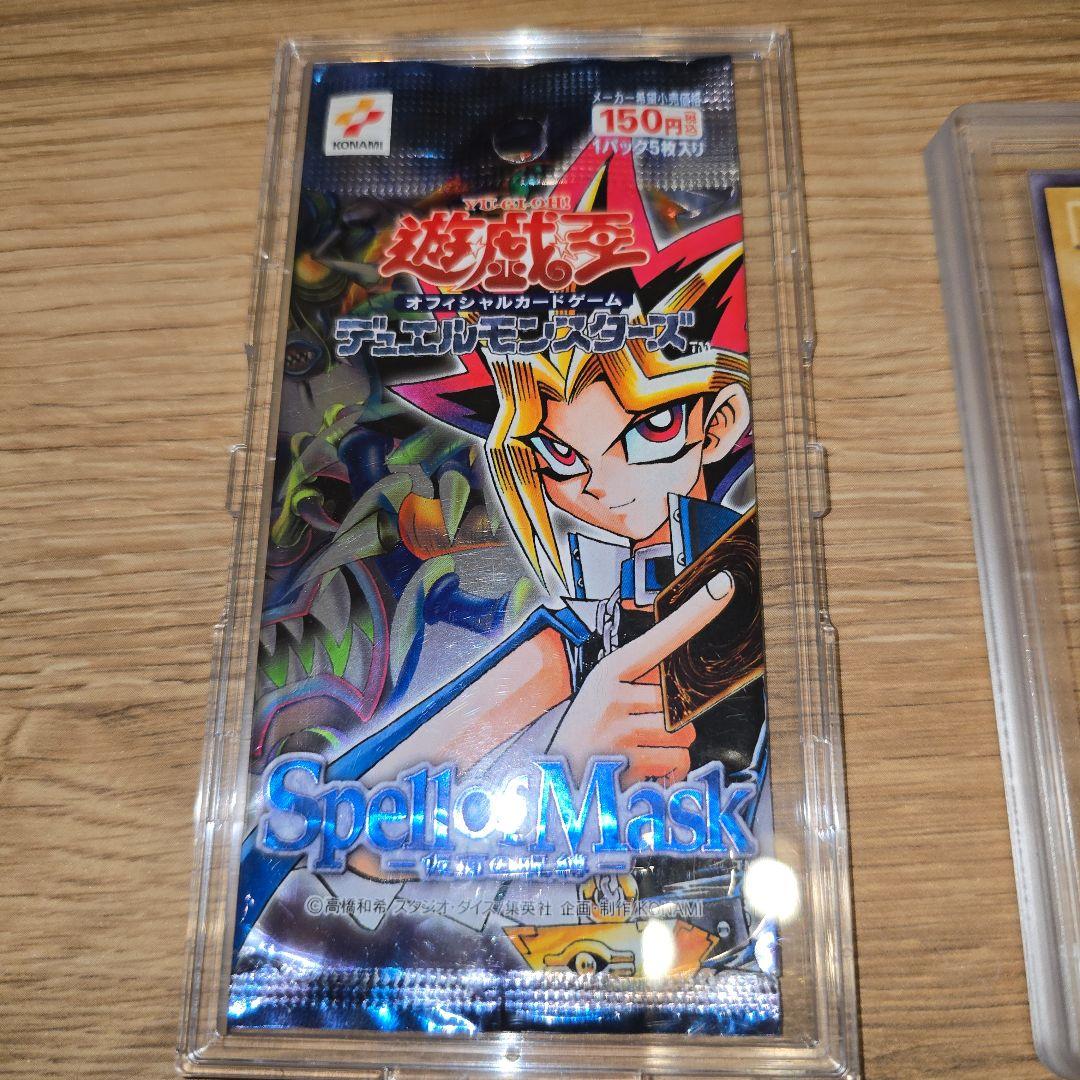 KONAMI
メーカー希望小売価格
150円税込
1パック5枚入り
YU-GI-OH!
遊戯王
オフィシャルカードゲーム
デュエルモンスターズ
TM
Spell of Mask
©高橋和希/スタジオ・ダイス/集英社 企画・制作/KONAMI